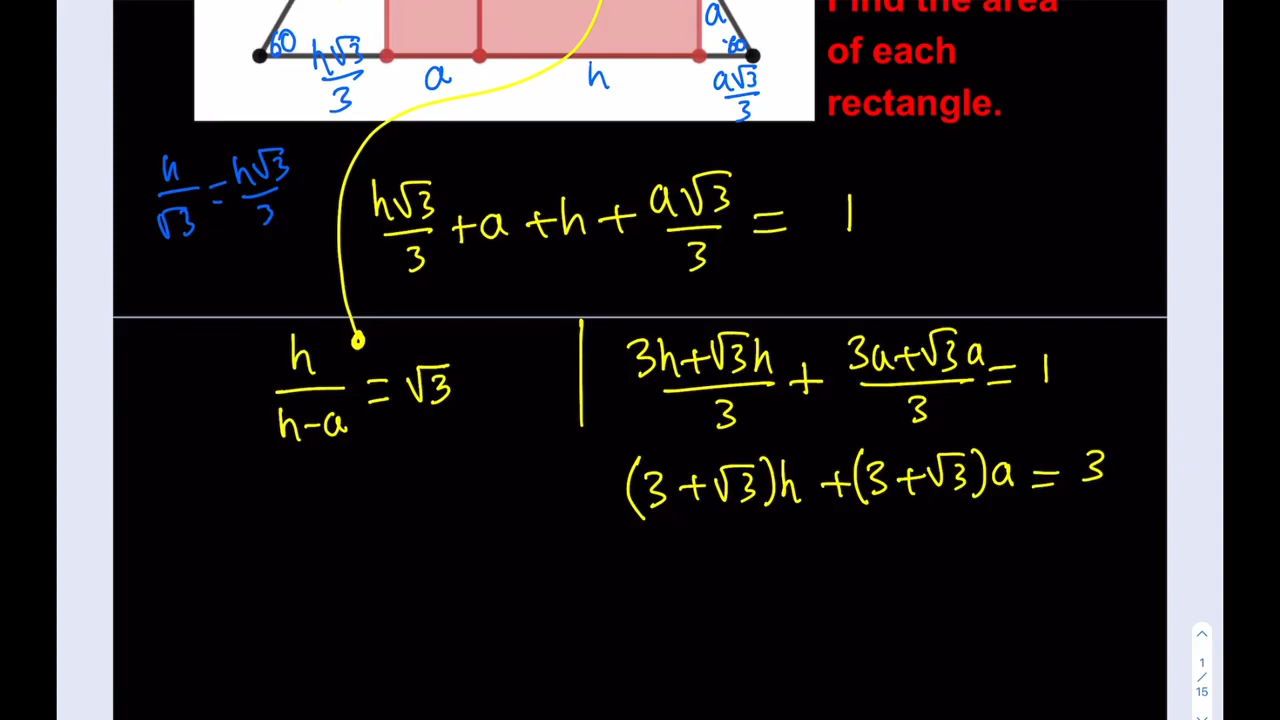 Find the area
of each
rectangle.
60
h√3/3
a
h
a
60
a√3/3
h/√3 = h√3/3
h√3/3 + a + h + a√3/3 = 1
h/(h-a) = √3
3h+√3h/3 + 3a+√3a/3 = 1
(3+√3)h + (3+√3)a = 3
1
/
15